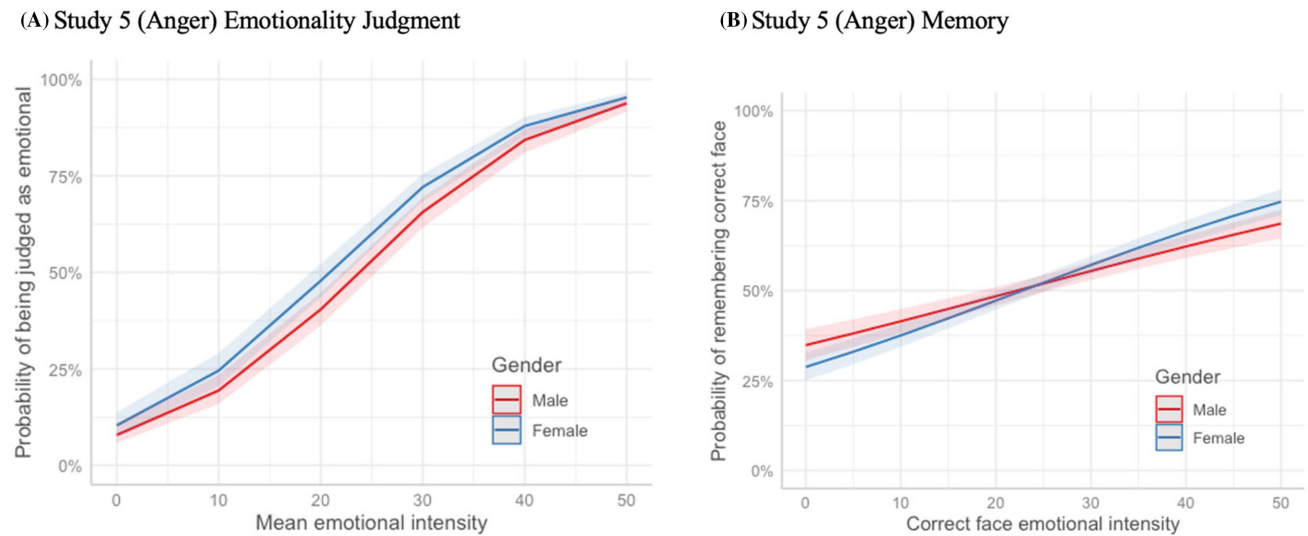 (A) Study 5 (Anger) Emotionality Judgment
Probability of being judged as emotional
100%
75%
50%
25%
0%
0 10 20 30 40 50
Mean emotional intensity
Gender
Male
Female
(B) Study 5 (Anger) Memory
Probability of remembering correct face
100%
75%
50%
25%
0%
0 10 20 30 40 50
Correct face emotional intensity
Gender
Male
Female